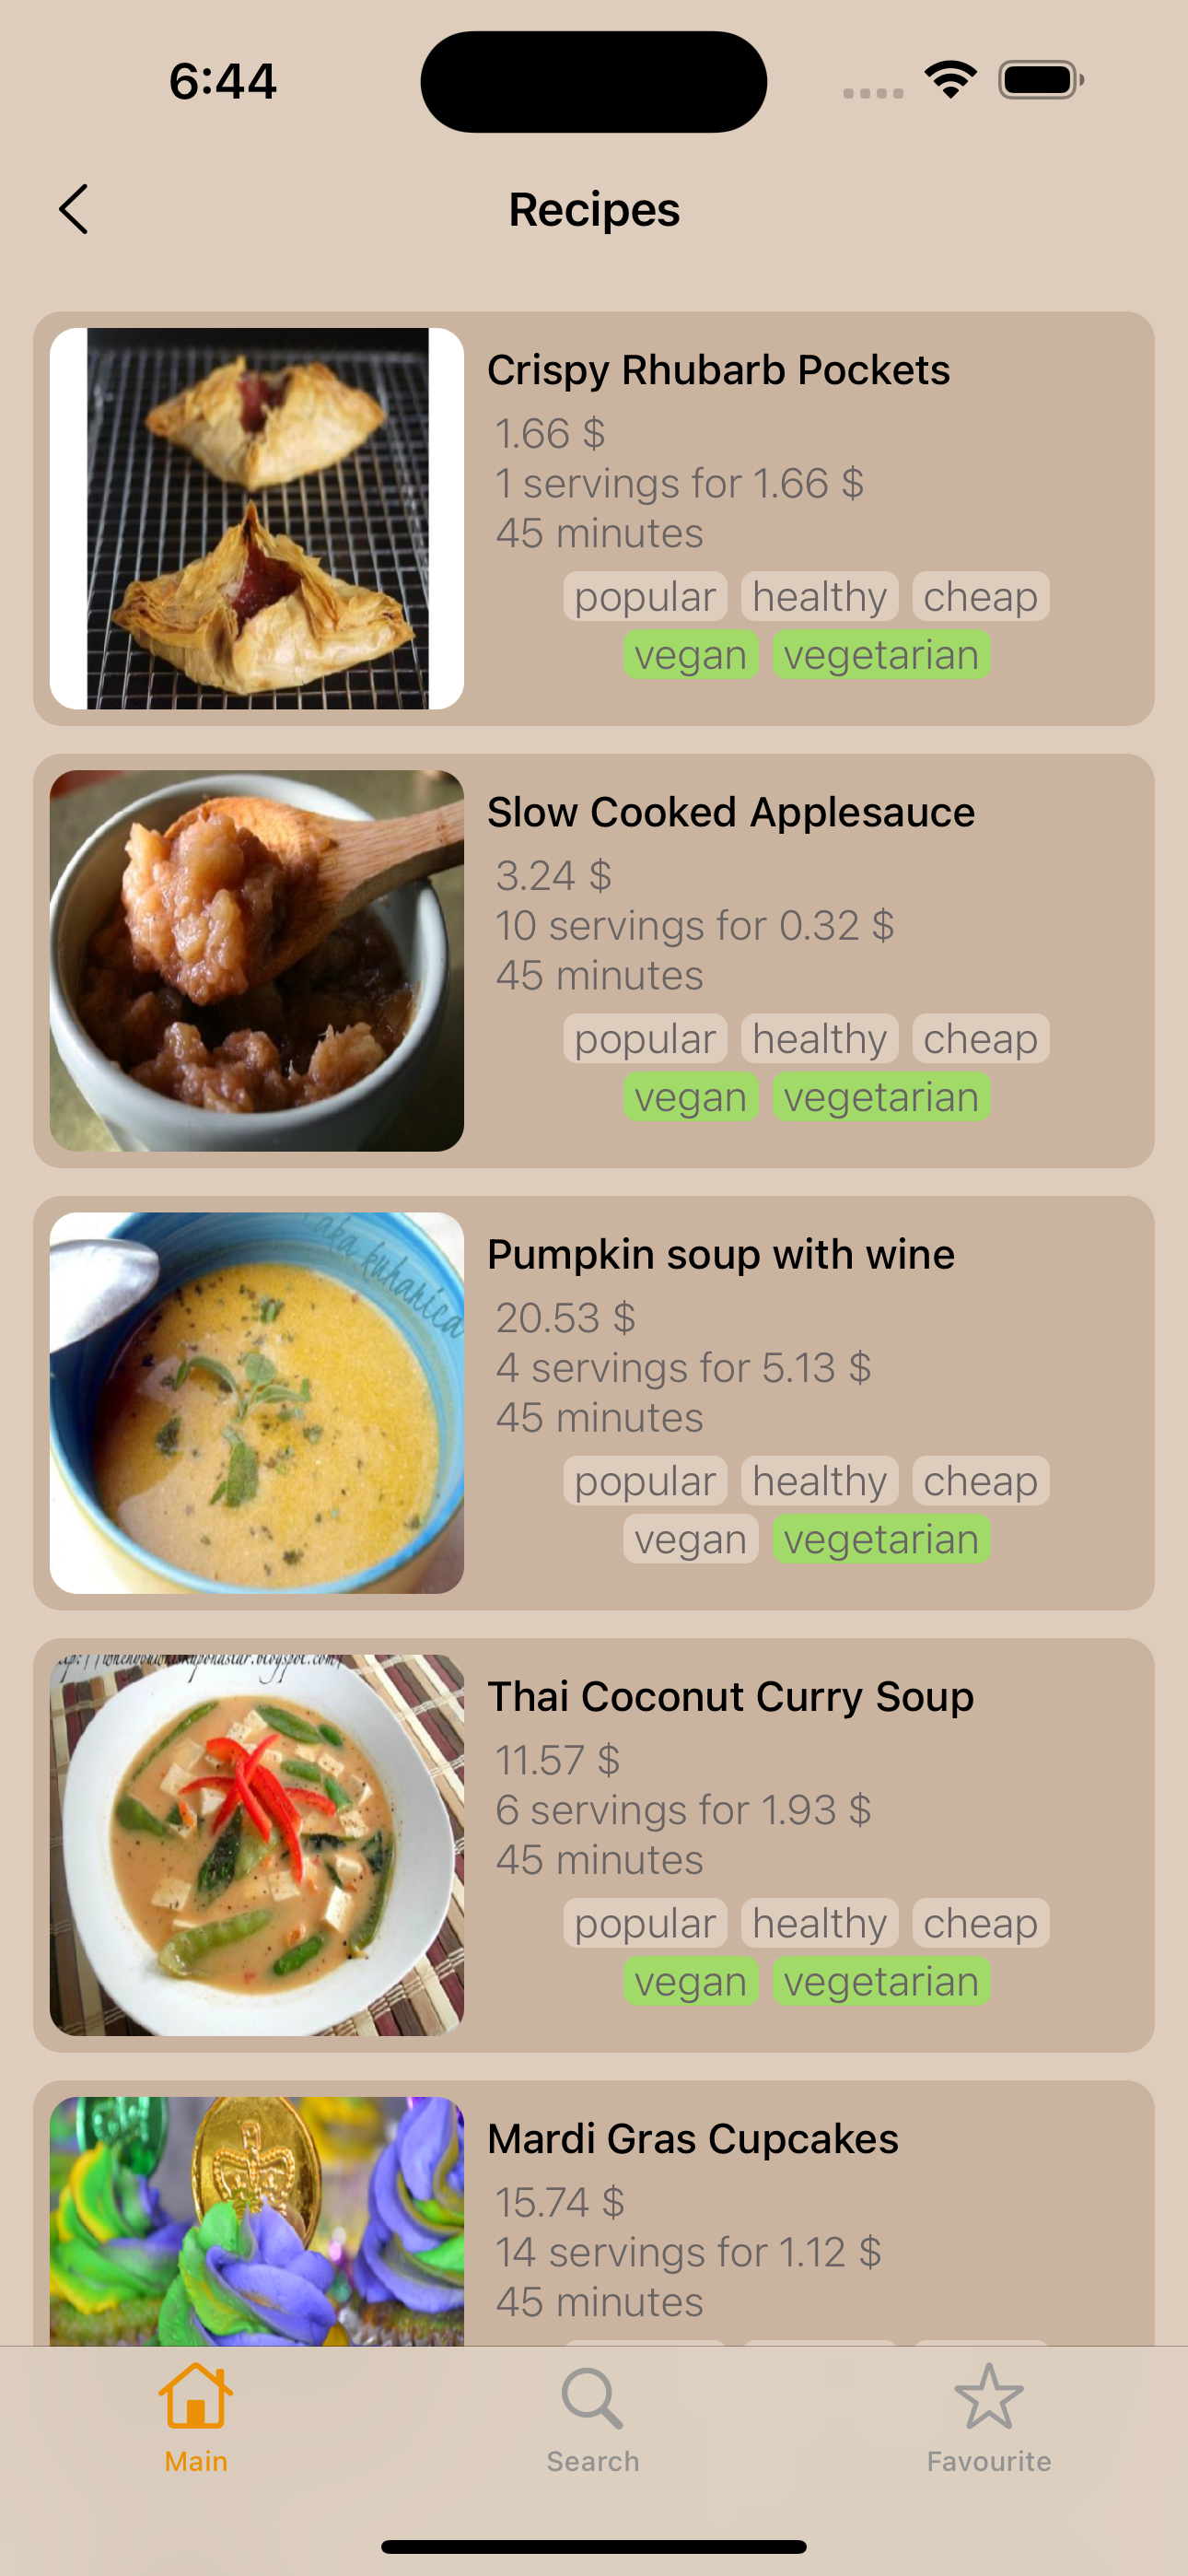 6:44
Recipes
Crispy Rhubarb Pockets
1.66 $
1 servings for 1.66 $
45 minutes
popular healthy cheap
vegan vegetarian
Slow Cooked Applesauce
3.24 $
10 servings for 0.32 $
45 minutes
popular healthy cheap
vegan vegetarian
aka kuharica
Pumpkin soup with wine
20.53 $
4 servings for 5.13 $
45 minutes
popular healthy cheap
vegan vegetarian
Thai Coconut Curry Soup
11.57 $
6 servings for 1.93 $
45 minutes
popular healthy cheap
vegan vegetarian
Mardi Gras Cupcakes
15.74 $
14 servings for 1.12 $
45 minutes
Main Search Favourite